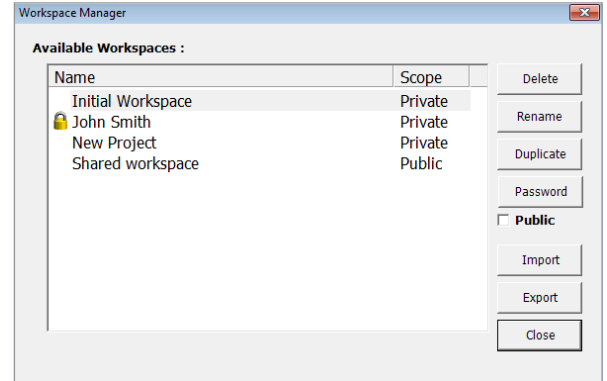 Workspace Manager
Available Workspaces :
Name Scope
Initial Workspace Private
John Smith Private
New Project Private
Shared workspace Public
Delete
Rename
Duplicate
Password
Public
Import
Export
Close